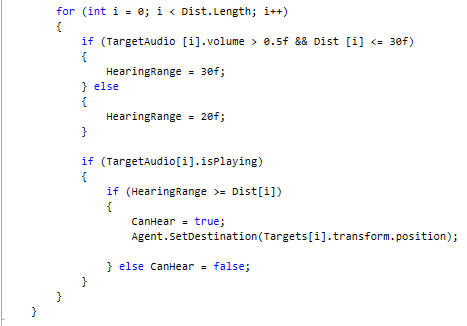 for (int i = 0; i < Dist.Length; i++)
{
if (TargetAudio [i].volume > 0.5f && Dist [i] <= 30f)
{
HearingRange = 30f;
} else
{
HearingRange = 20f;
}
if (TargetAudio[i].isPlaying)
{
if (HearingRange >= Dist[i])
{
CanHear = true;
Agent.SetDestination(Targets[i].transform.position);
} else CanHear = false;
}
}
}